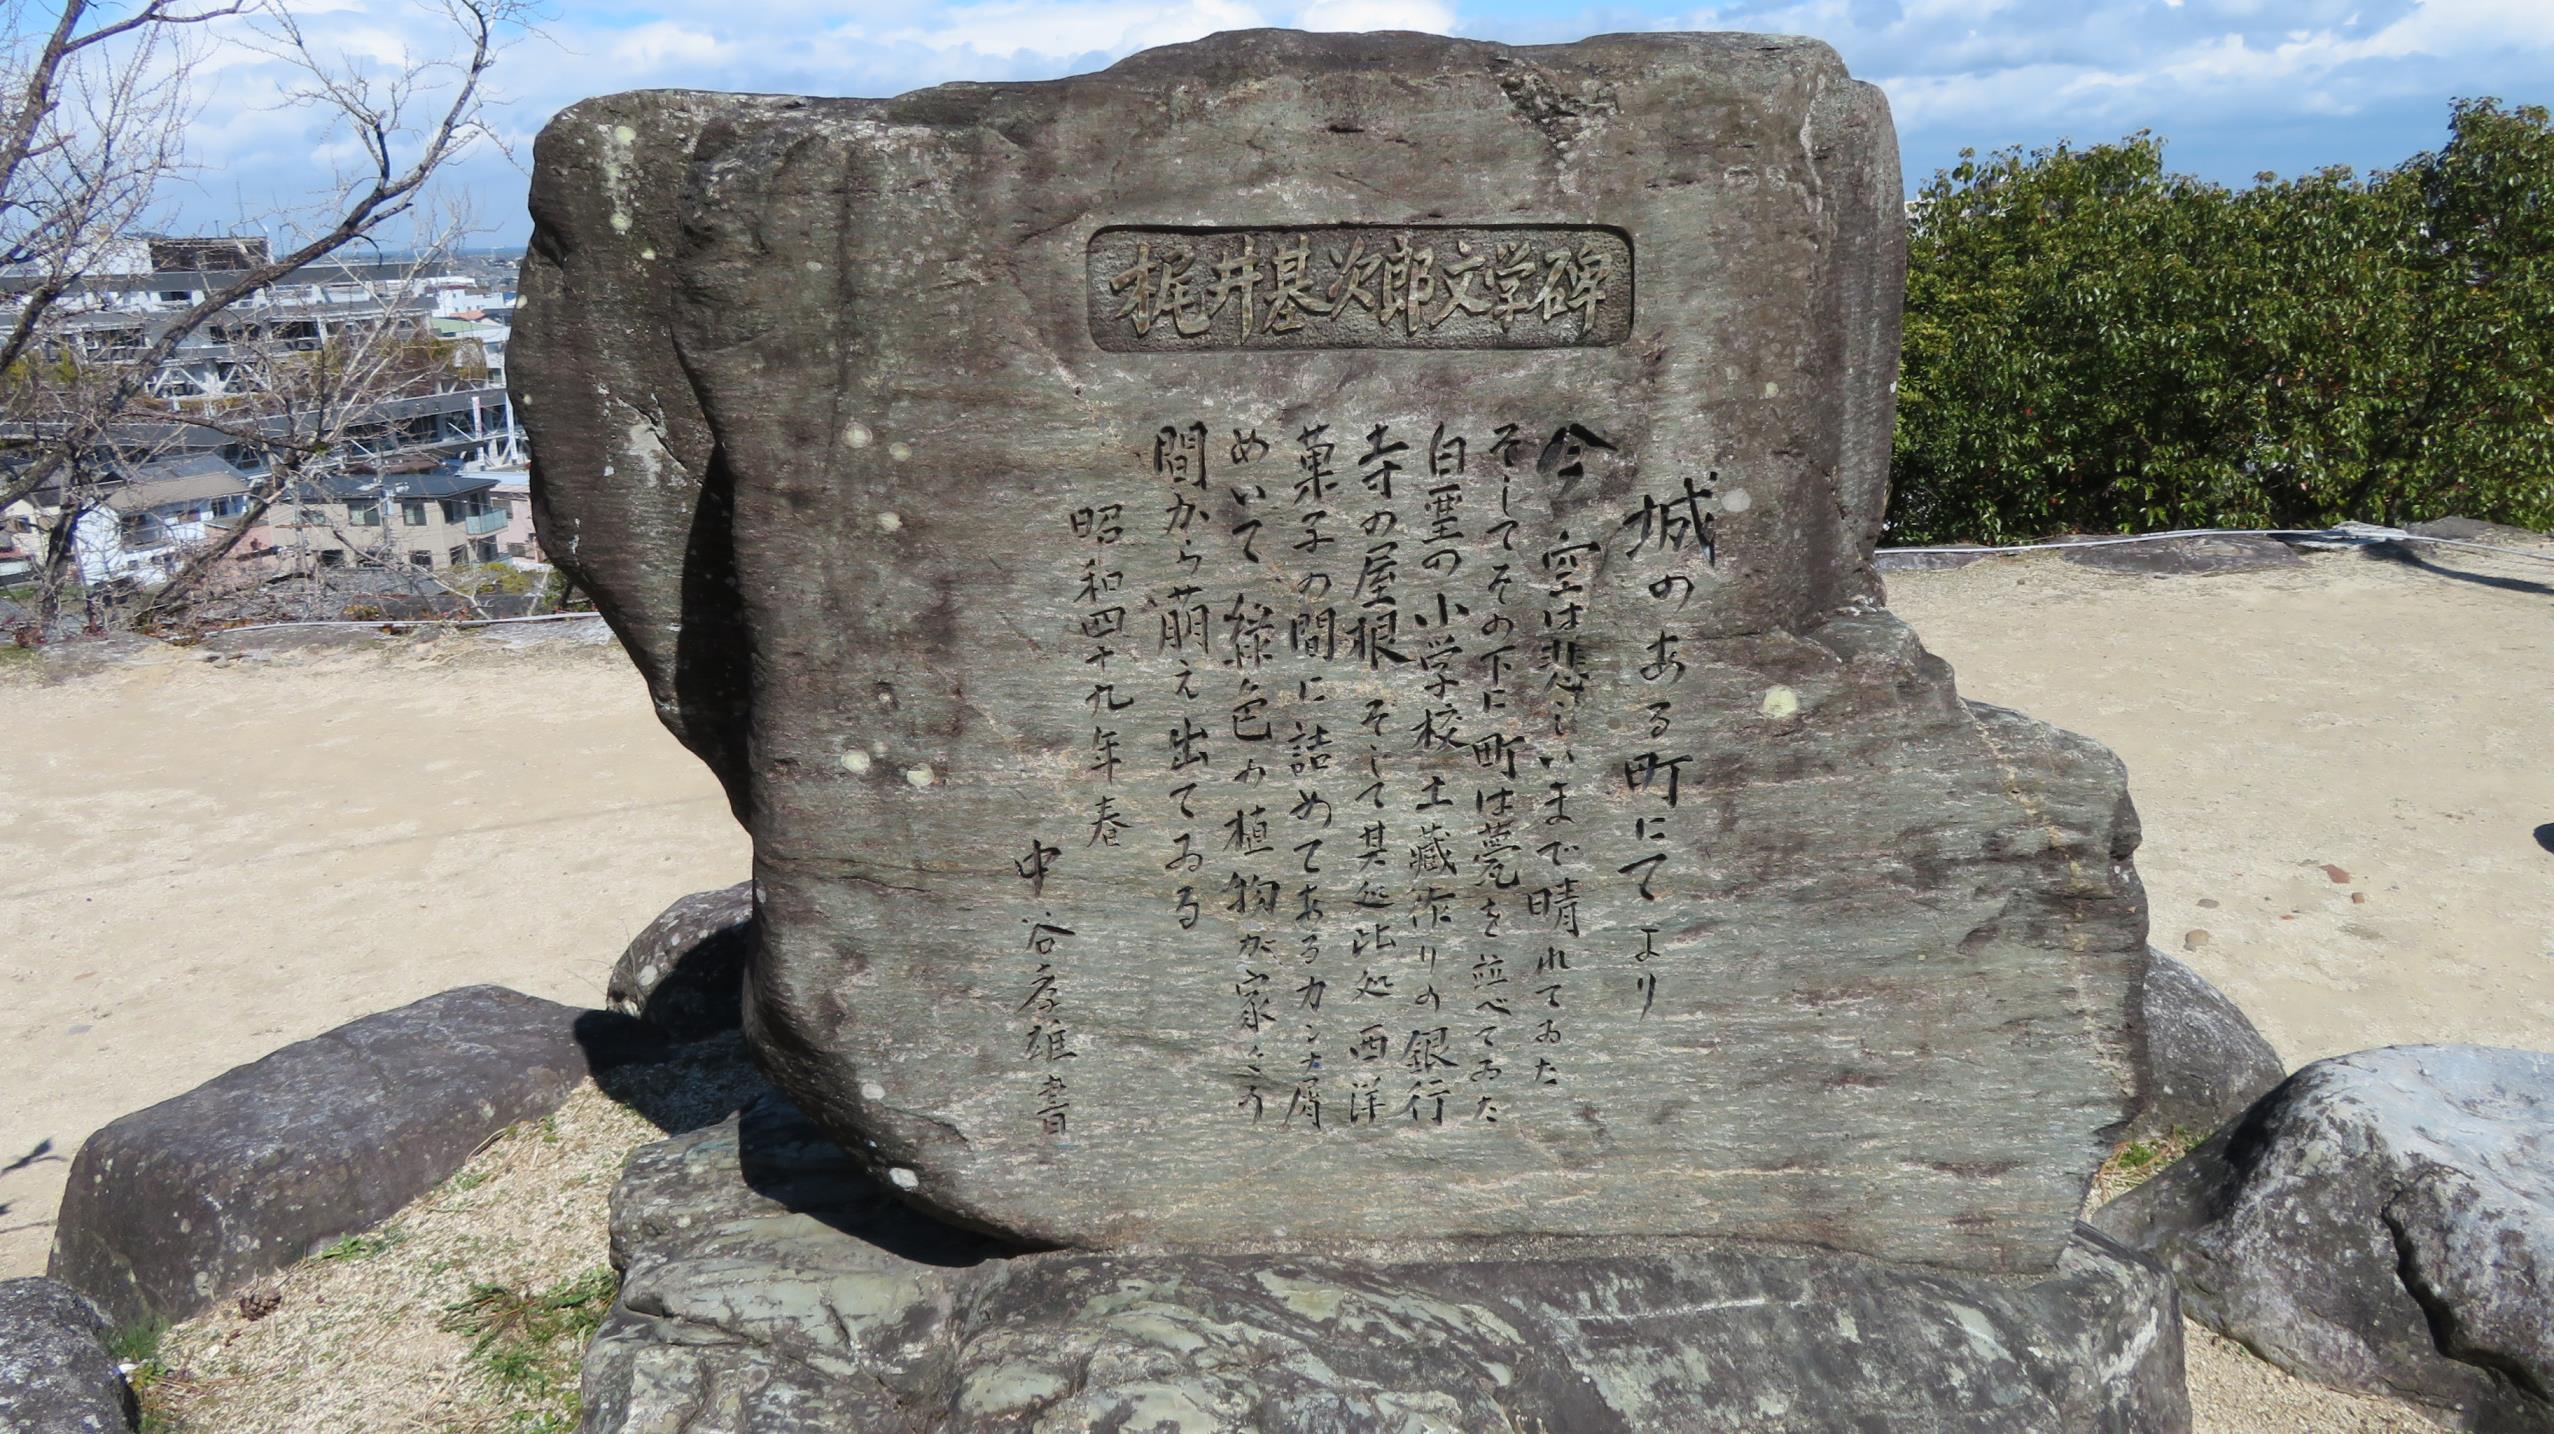 梶井基次郎文学碑
城のある町にて より
今 空は悲しいまで晴れてゐた
そしてその下に町は甍を並べてゐた
白堊の小学校 土藏作りの銀行
寺の屋根 そして其処此処 西洋
菓子の間に詰めてあるカンナ屑
めいて 緑色の植物が家々の
間から萠え出てゐる
昭和四十九年春
中谷孝雄書